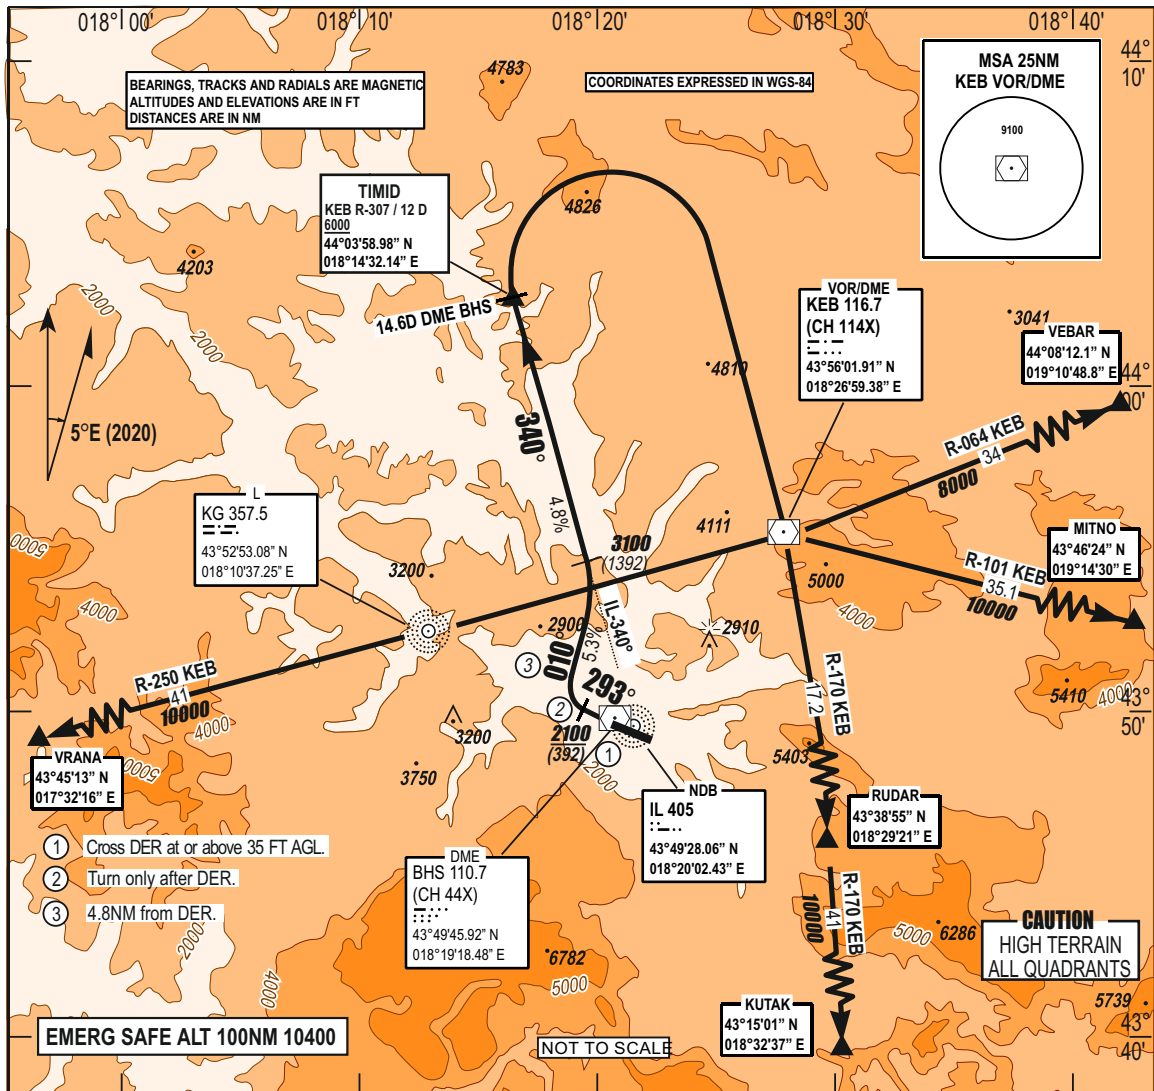 018° 00'
018° 10'
018° 20'
018° 30'
018° 40'
44°
10'
BEARINGS, TRACKS AND RADIALS ARE MAGNETIC
ALTITUDES AND ELEVATIONS ARE IN FT
DISTANCES ARE IN NM
4783
COORDINATES EXPRESSED IN WGS-84
MSA 25NM
KEB VOR/DME
9100
TIMID
KEB R-307 / 12 D
6000
44°03'58.98" N
018°14'32.14" E
4826
4203
2000
2000
14.6D DME BHS
VOR/DME
KEB 116.7
(CH 114X)
43°56'01.91" N
018°26'59.38" E
3041
VEBAR
44°08'12.1" N
019°10'48.8" E
44°
00'
4810
5°E (2020)
340°
4.8%
R-064 KEB
34
8000
L
KG 357.5
43°52'53.08" N
018°10'37.25" E
5000
4000
3200
3100
(1392)
4111
5000
4000
MITNO
43°46'24" N
019°14'30" E
R-101 KEB
35.1
10000
IL-340°
2900
5.3%
010°
3
2910
293°
R-250 KEB
41
10000
4000
5000
2
2100
(392)
1
2000
3200
3750
R-170 KEB
17.2
5410
4000
43°
50'
5403
VRANA
43°45'13" N
017°32'16" E
NDB
IL 405
43°49'28.06" N
018°20'02.43" E
RUDAR
43°38'55" N
018°29'21" E
1 Cross DER at or above 35 FT AGL.
2 Turn only after DER.
3 4.8NM from DER.
DME
BHS 110.7
(CH 44X)
43°49'45.92" N
018°19'18.48" E
2000
4000
6782
5000
R-170 KEB
41
10000
5000
6286
CAUTION
HIGH TERRAIN
ALL QUADRANTS
5739
KUTAK
43°15'01" N
018°32'37" E
43°
40'
EMERG SAFE ALT 100NM 10400
NOT TO SCALE